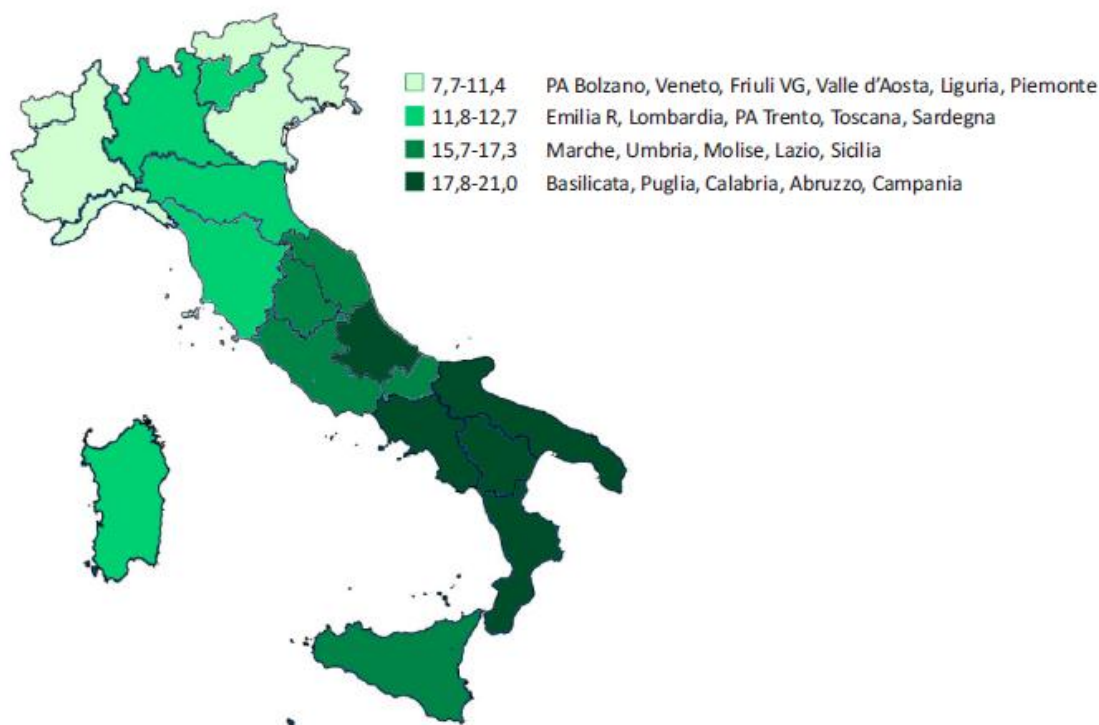 7,7-11,4 PA Bolzano, Veneto, Friuli VG, Valle d'Aosta, Liguria, Piemonte
11,8-12,7 Emilia R, Lombardia, PA Trento, Toscana, Sardegna
15,7-17,3 Marche, Umbria, Molise, Lazio, Sicilia
17,8-21,0 Basilicata, Puglia, Calabria, Abruzzo, Campania